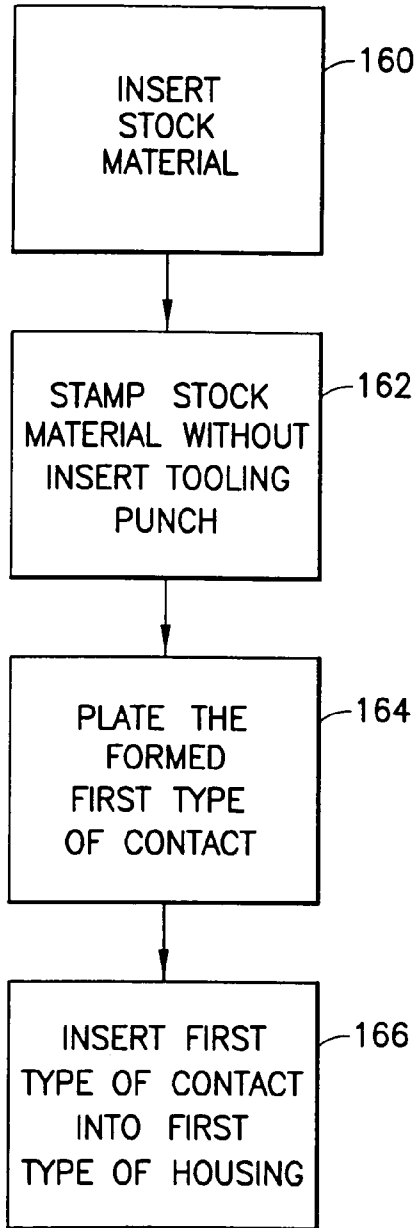 INSERT
STOCK
MATERIAL
160
STAMP STOCK
MATERIAL WITHOUT
INSERT TOOLING
PUNCH
162
PLATE THE
FORMED
FIRST TYPE
OF CONTACT
164
INSERT FIRST
TYPE OF CONTACT
INTO FIRST
TYPE OF HOUSING
166